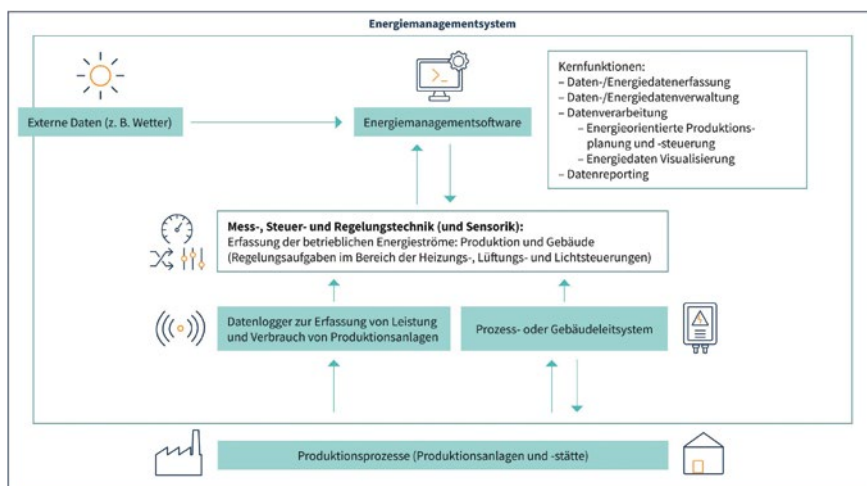 Energiemanagementsystem
Externe Daten (z. B. Wetter)
Energiemanagementsoftware
Kernfunktionen:
– Daten-/Energiedatenerfassung
– Daten-/Energiedatenverwaltung
– Datenverarbeitung
– Energieorientierte Produktions-
planung und -steuerung
– Energiedaten Visualisierung
– Datenreporting
Mess-, Steuer- und Regelungstechnik (und Sensorik):
Erfassung der betrieblichen Energieströme: Produktion und Gebäude
(Regelungsaufgaben im Bereich der Heizungs-, Lüftungs- und Lichtsteuerungen)
Datenlogger zur Erfassung von Leistung
und Verbrauch von Produktionsanlagen
Prozess- oder Gebäudeleitsystem
Produktionsprozesse (Produktionsanlagen und -stätte)